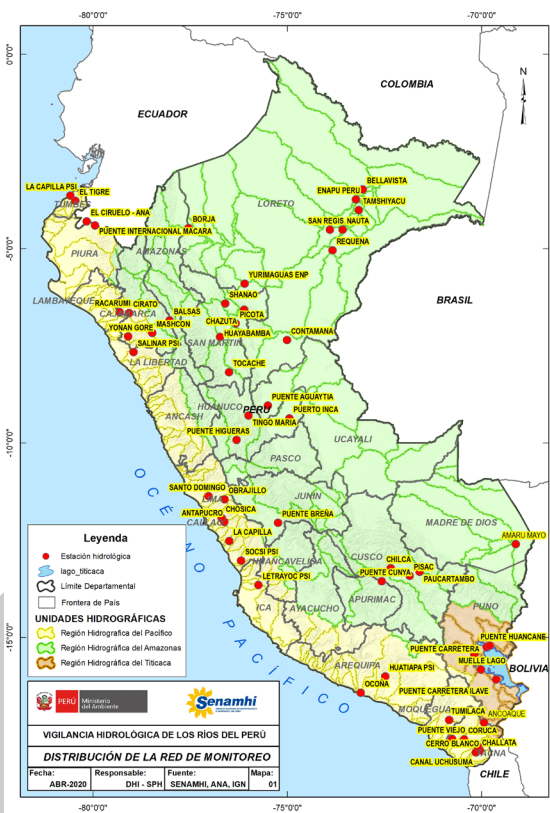 -80°0'0"
-75°0'0"
-70°0'0"
0°0'0"
COLOMBIA
N
ECUADOR
BELLAVISTA
LA CAPILLA PSI
EL TIGRE
ENAPU PERU
TAMSHIYACU
TUMBES
LORETO
EL CIRUELO - ANA
BORJA
SAN REGIS
NAUTA
PUENTE INTERNACIONAL MACARA
REQUENA
-5°0'0"
PIURA
AMAZONAS
YURIMAGUAS ENP
SHANAO
LAMBAYEQUE
RACARUMI
CIRATO
BALSAS
PICOTA
BRASIL
CAJAMARCA
MASHCON
CHAZUTA
YONAN GORE
HUAYABAMBA
CONTAMANA
SALINAR PSI
SAN MARTIN
LA LIBERTAD
TOCACHE
PUENTE AGUAYTIA
HUANUCO
PERÚ
PUERTO INCA
ANCASH
TINGO MARIA
PUENTE HIGUERAS
UCAYALI
-10°0'0"
PASCO
SANTO DOMINGO
OBRAJILLO
JUNIN
LIMA
CHOSICA
ANTAPUCRO
PUENTE BREÑA
CALLAO
MADRE DE DIOS
LA CAPILLA
AMARU MAYO
SOCSI PSI
HUANCAVELICA
CUSCO
CHILCA
PISAC
PUENTE CUNYA
LETRAYOC PSI
PAUCARTAMBO
APURIMAC
ICA
AYACUCHO
PUNO
OCÉANO PACÍFICO
-15°0'0"
PUENTE HUANCANE
PUENTE CARRETERA
MUELLE LAGO
AREQUIPA
HUATIAPA PSI
BOLIVIA
OCOÑA
PUENTE CARRETERA ILAVE
MOQUEGUA
TUMILACA
ANCOAQUE
PUENTE VIEJO
CORUCA
CERRO BLANCO
CHALLATA
TACNA
CANAL UCHUSUMA
CHILE
Leyenda
Estación hidrológica
lago_titicaca
Límite Departamental
Frontera de País
UNIDADES HIDROGRÁFICAS
Región Hidrografica del Pacífico
Región Hidrografica del Amazonas
Región Hidrografica del Titicaca
PERÚ
Ministerio
del Ambiente
Senamhi
VIGILANCIA HIDROLÓGICA DE LOS RÍOS DEL PERÚ
DISTRIBUCIÓN DE LA RED DE MONITOREO
Fecha:
Responsable:
Fuente:
Mapa:
ABR-2020
DHI - SPH
SENAMHI, ANA, IGN
01
-80°0'0"
-75°0'0"
-70°0'0"